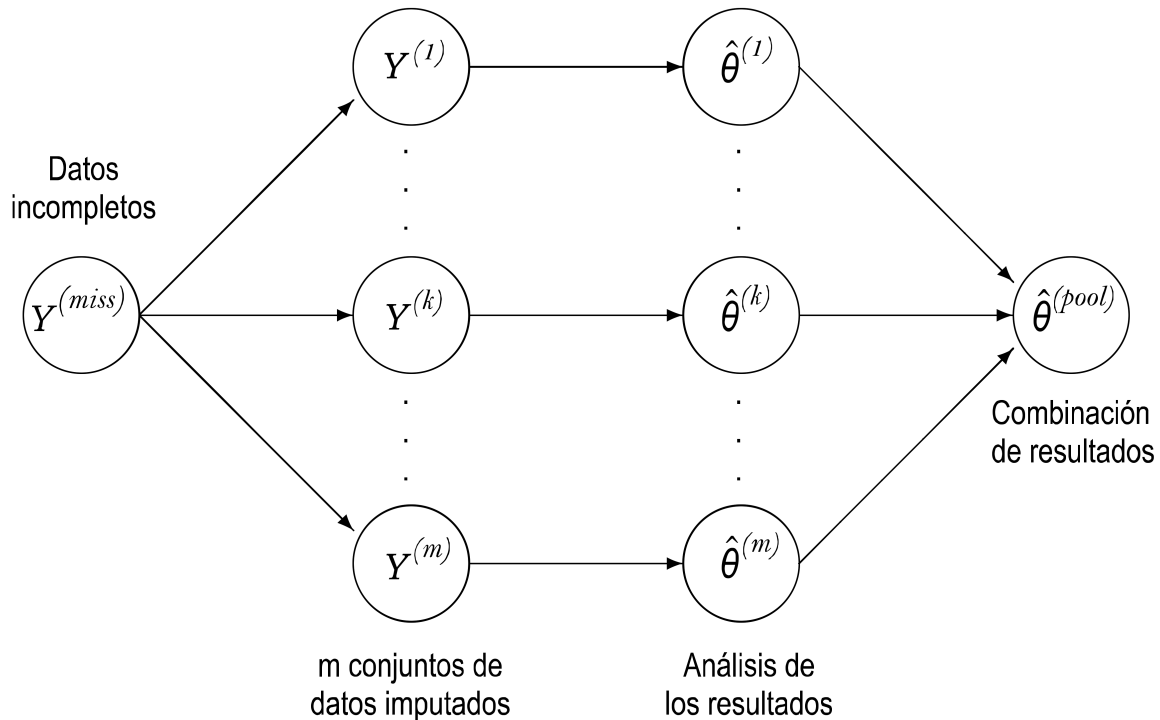 Y^(1)
θ̂^(1)
Datos
incompletos
Y^(miss)
Y^(k)
θ̂^(k)
θ̂^(pool)
Combinación
de resultados
Y^(m)
θ̂^(m)
m conjuntos de
datos imputados
Análisis de
los resultados